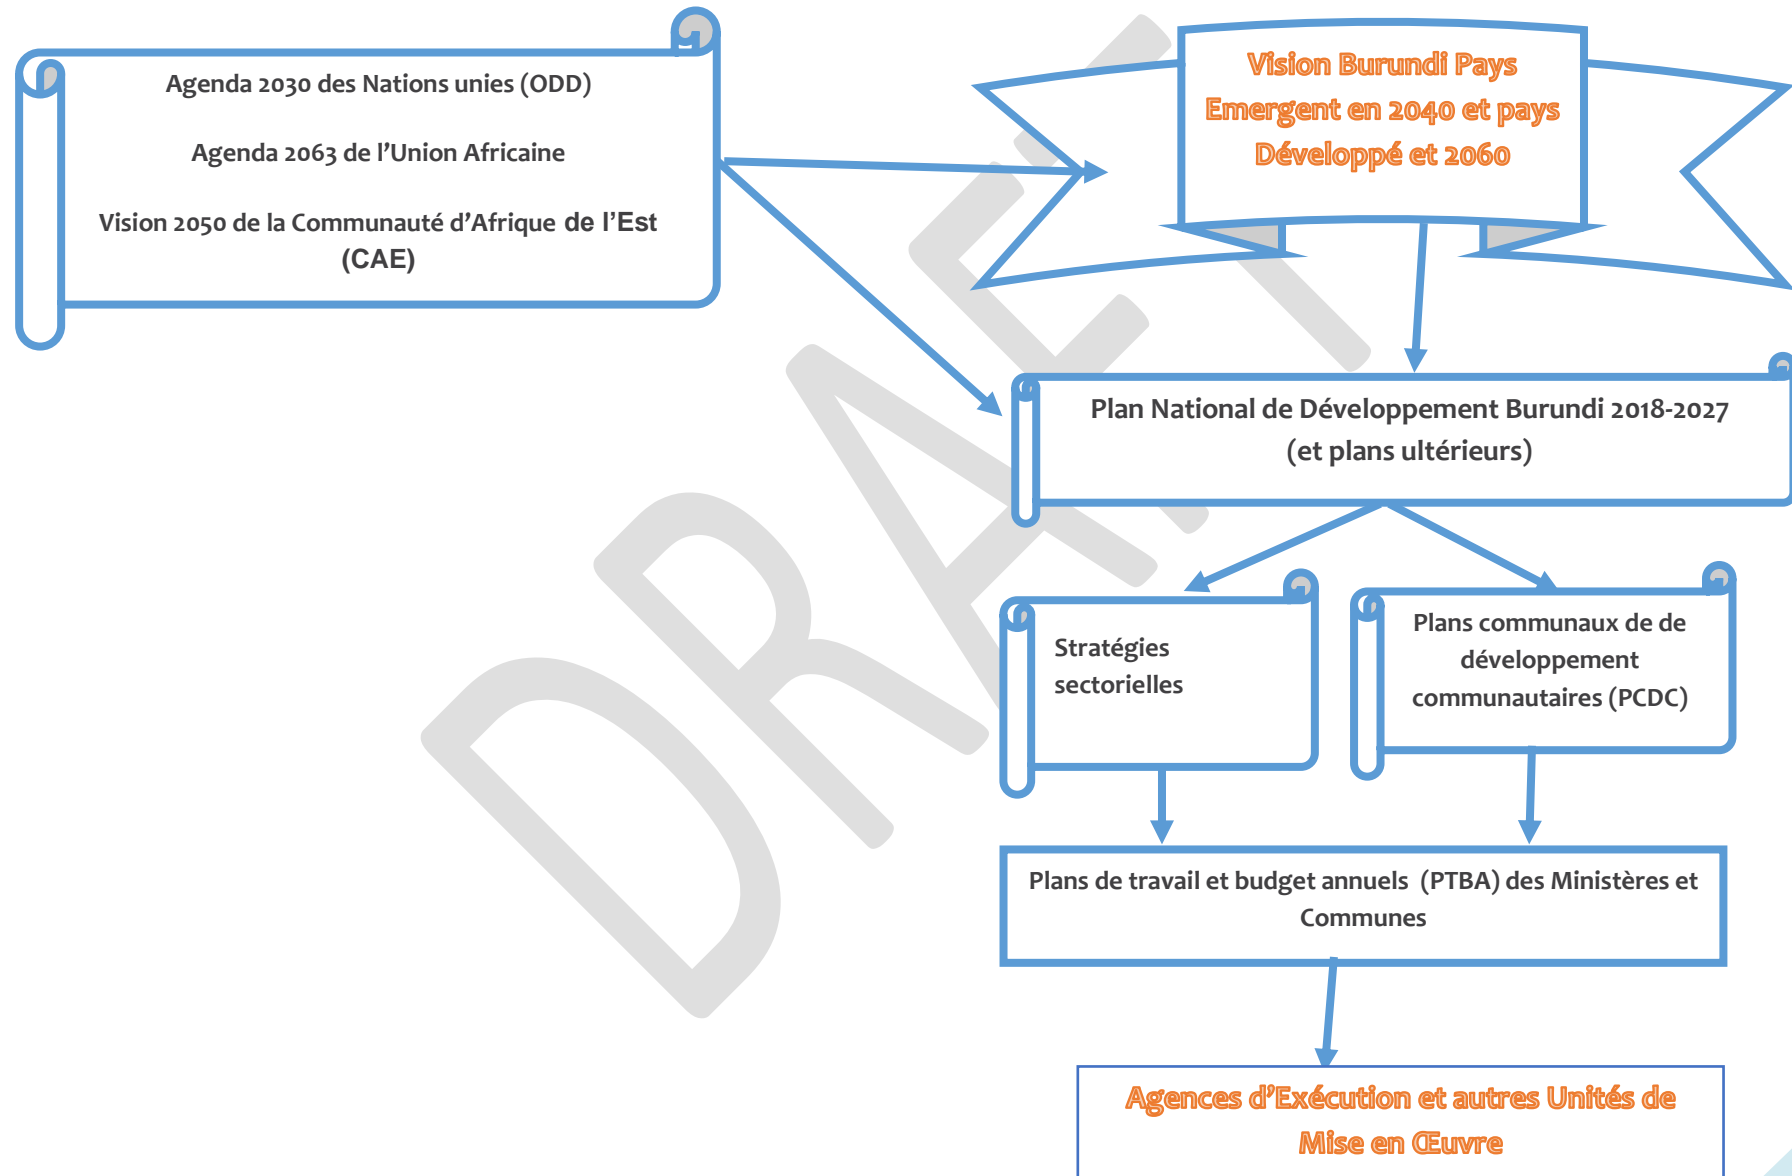 Agenda 2030 des Nations unies (ODD)
Agenda 2063 de l’Union Africaine
Vision 2050 de la Communauté d’Afrique de l’Est
(CAE)
Vision Burundi Pays
Emergent en 2040 et pays
Développé et 2060
Plan National de Développement Burundi 2018-2027
(et plans ultérieurs)
Stratégies
sectorielles
Plans communaux de de
développement
communautaires (PCDC)
Plans de travail et budget annuels (PTBA) des Ministères et
Communes
Agences d’Exécution et autres Unités de
Mise en Œuvre
DRAFT